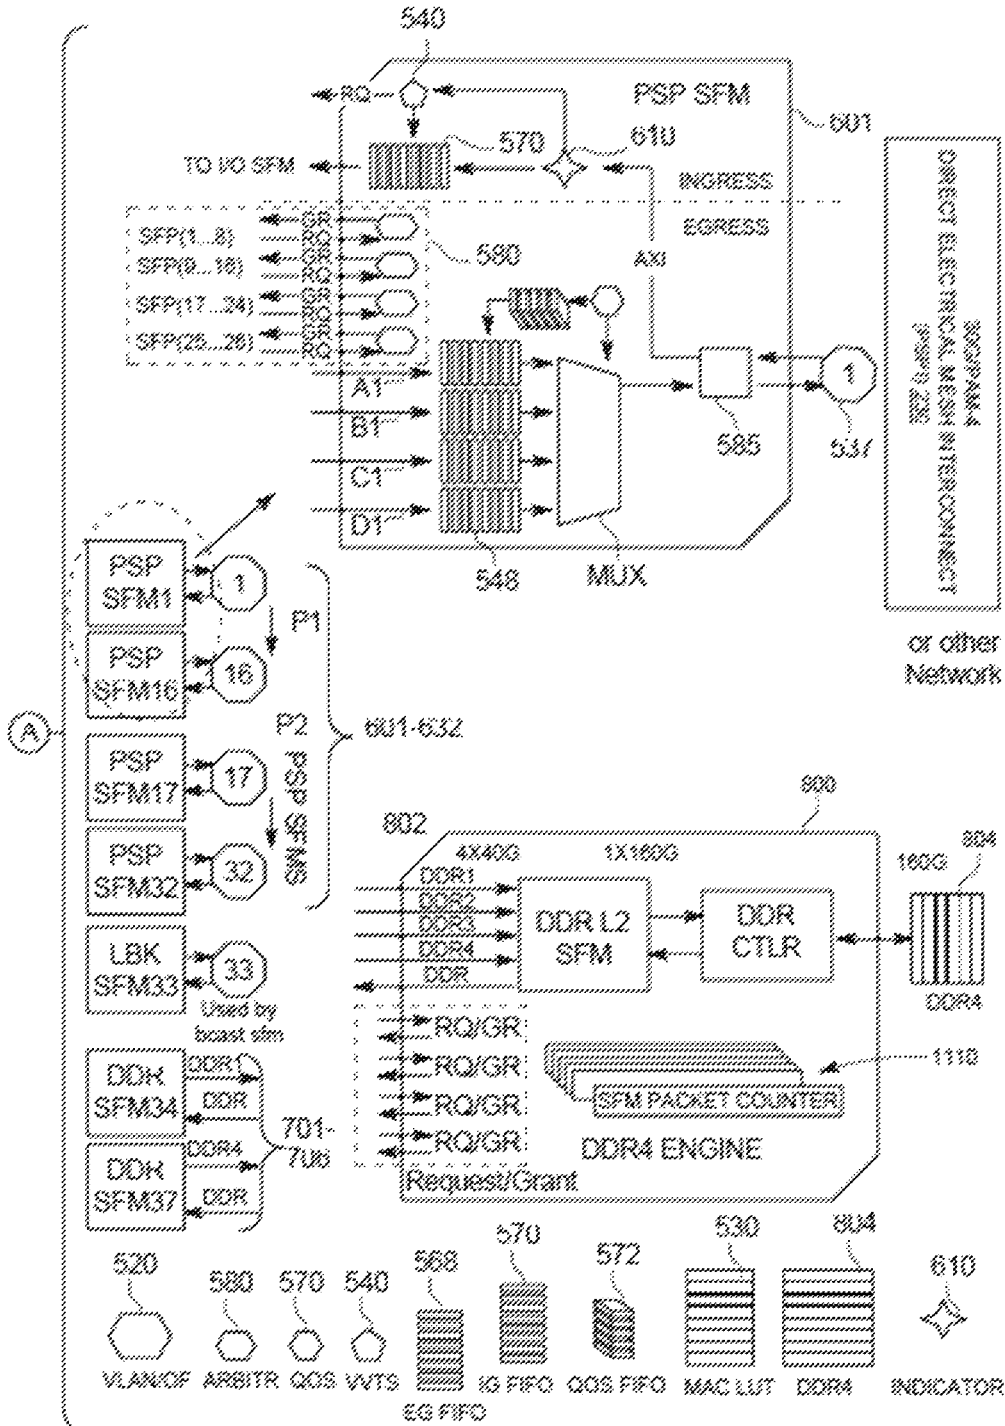 540
RQ
PSP SFM
601
570
610
TO I/O SFM
INGRESS
EGRESS
GR
RQ
SFP(1...8)
GR
RQ
SFP(9...16)
GR
RQ
SFP(17...24)
GR
RQ
SFP(25...28)
580
AXI
DIRECT ELECTRICAL MESH INTERCONNECT
(PSP)
A1
B1
C1
D1
1
585
537
548
MUX
or other
Network
PSP
SFM1
1
P1
PSP
SFM16
16
A
P2 PSP SFMS
601-632
PSP
SFM17
17
PSP
SFM32
32
LBK
SFM33
33
Used by
bcast sfm
DDR
SFM34
DDR1
DDR
701-
706
DDR
SFM37
DDR4
DDR
800
802
4X40G
1X160G
804
160G
DDR1
DDR2
DDR3
DDR4
DDR
DDR L2
SFM
DDR
CTLR
DDR4
RQ/GR
RQ/GR
RQ/GR
RQ/GR
1110
SFM PACKET COUNTER
DDR4 ENGINE
Request/Grant
520
580
570
540
568
570
572
530
804
610
VLAN/OF
ARBITR
QOS
VVTS
EG FIFO
IG FIFO
QOS FIFO
MAC LUT
DDR4
INDICATOR